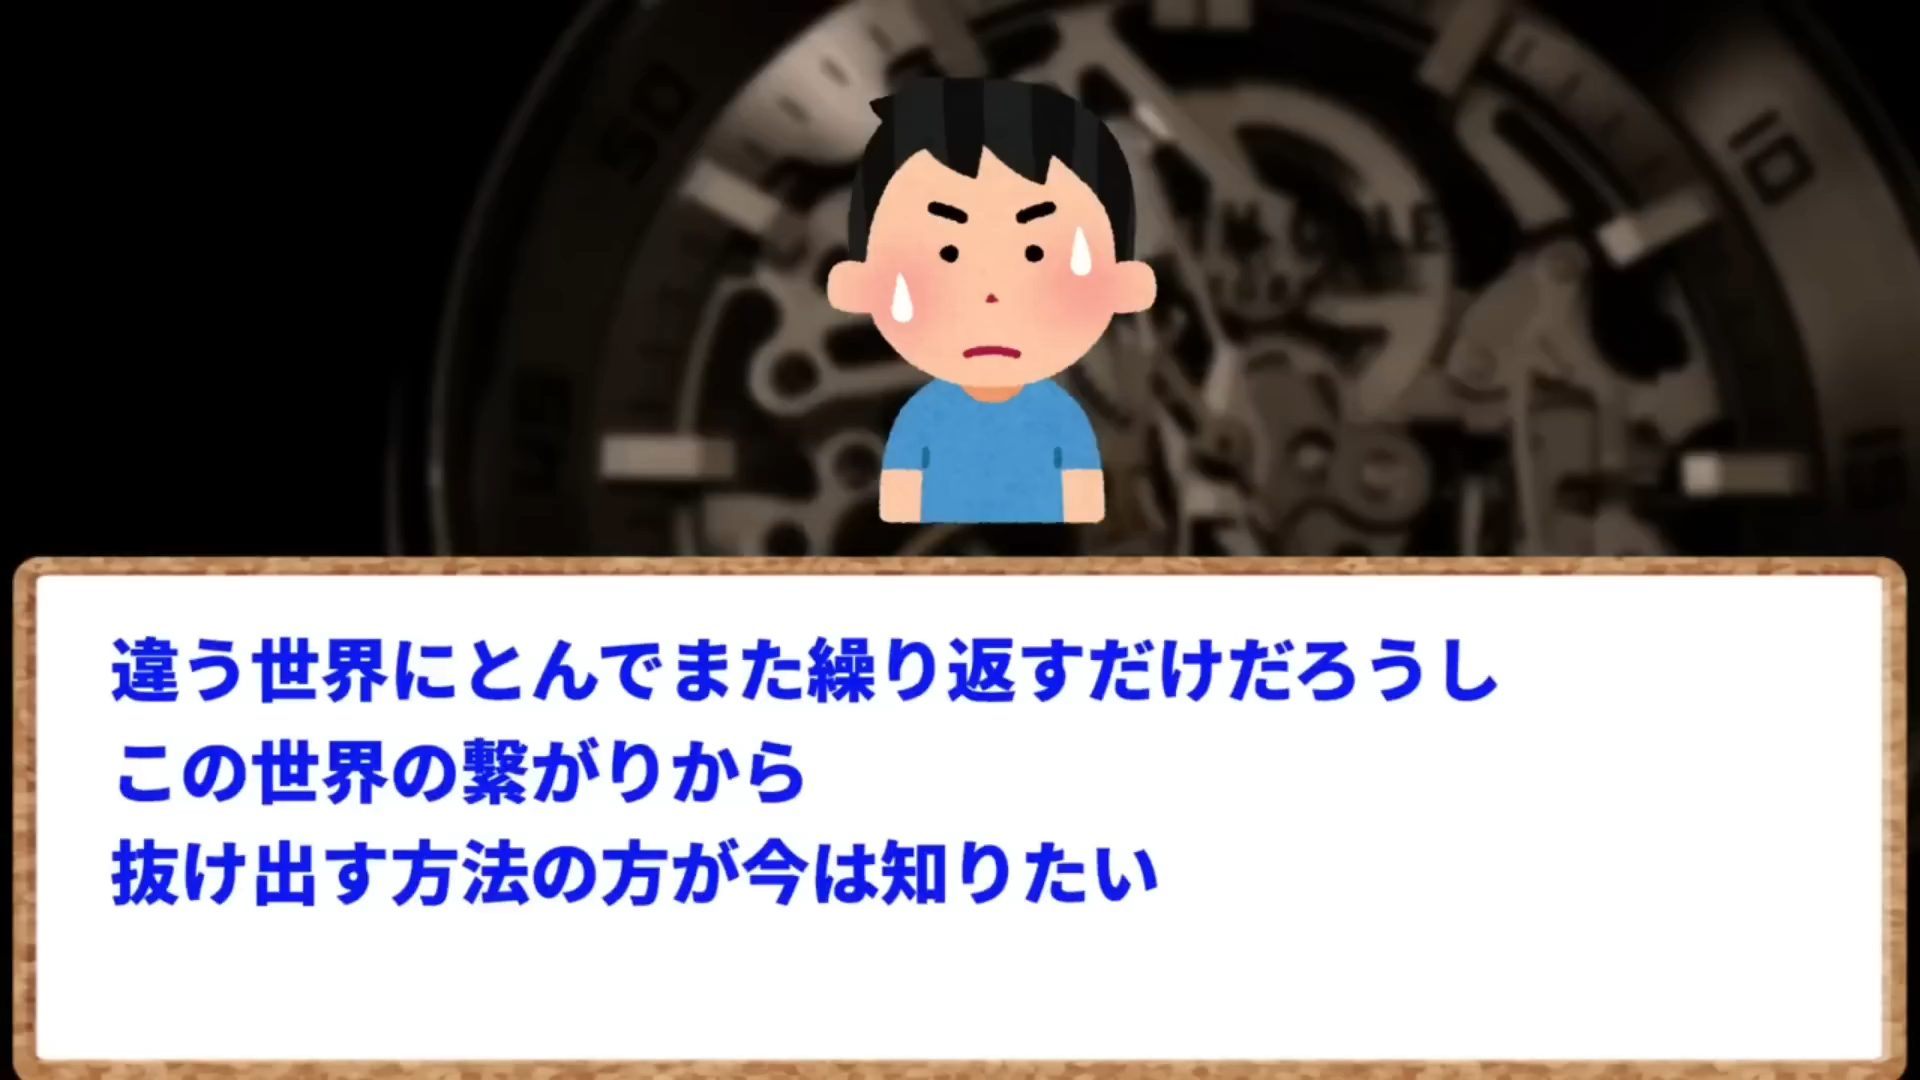 50
10
違う世界にとんでまた繰り返すだけだろうし
この世界の繋がりから
抜け出す方法の方が今は知りたい